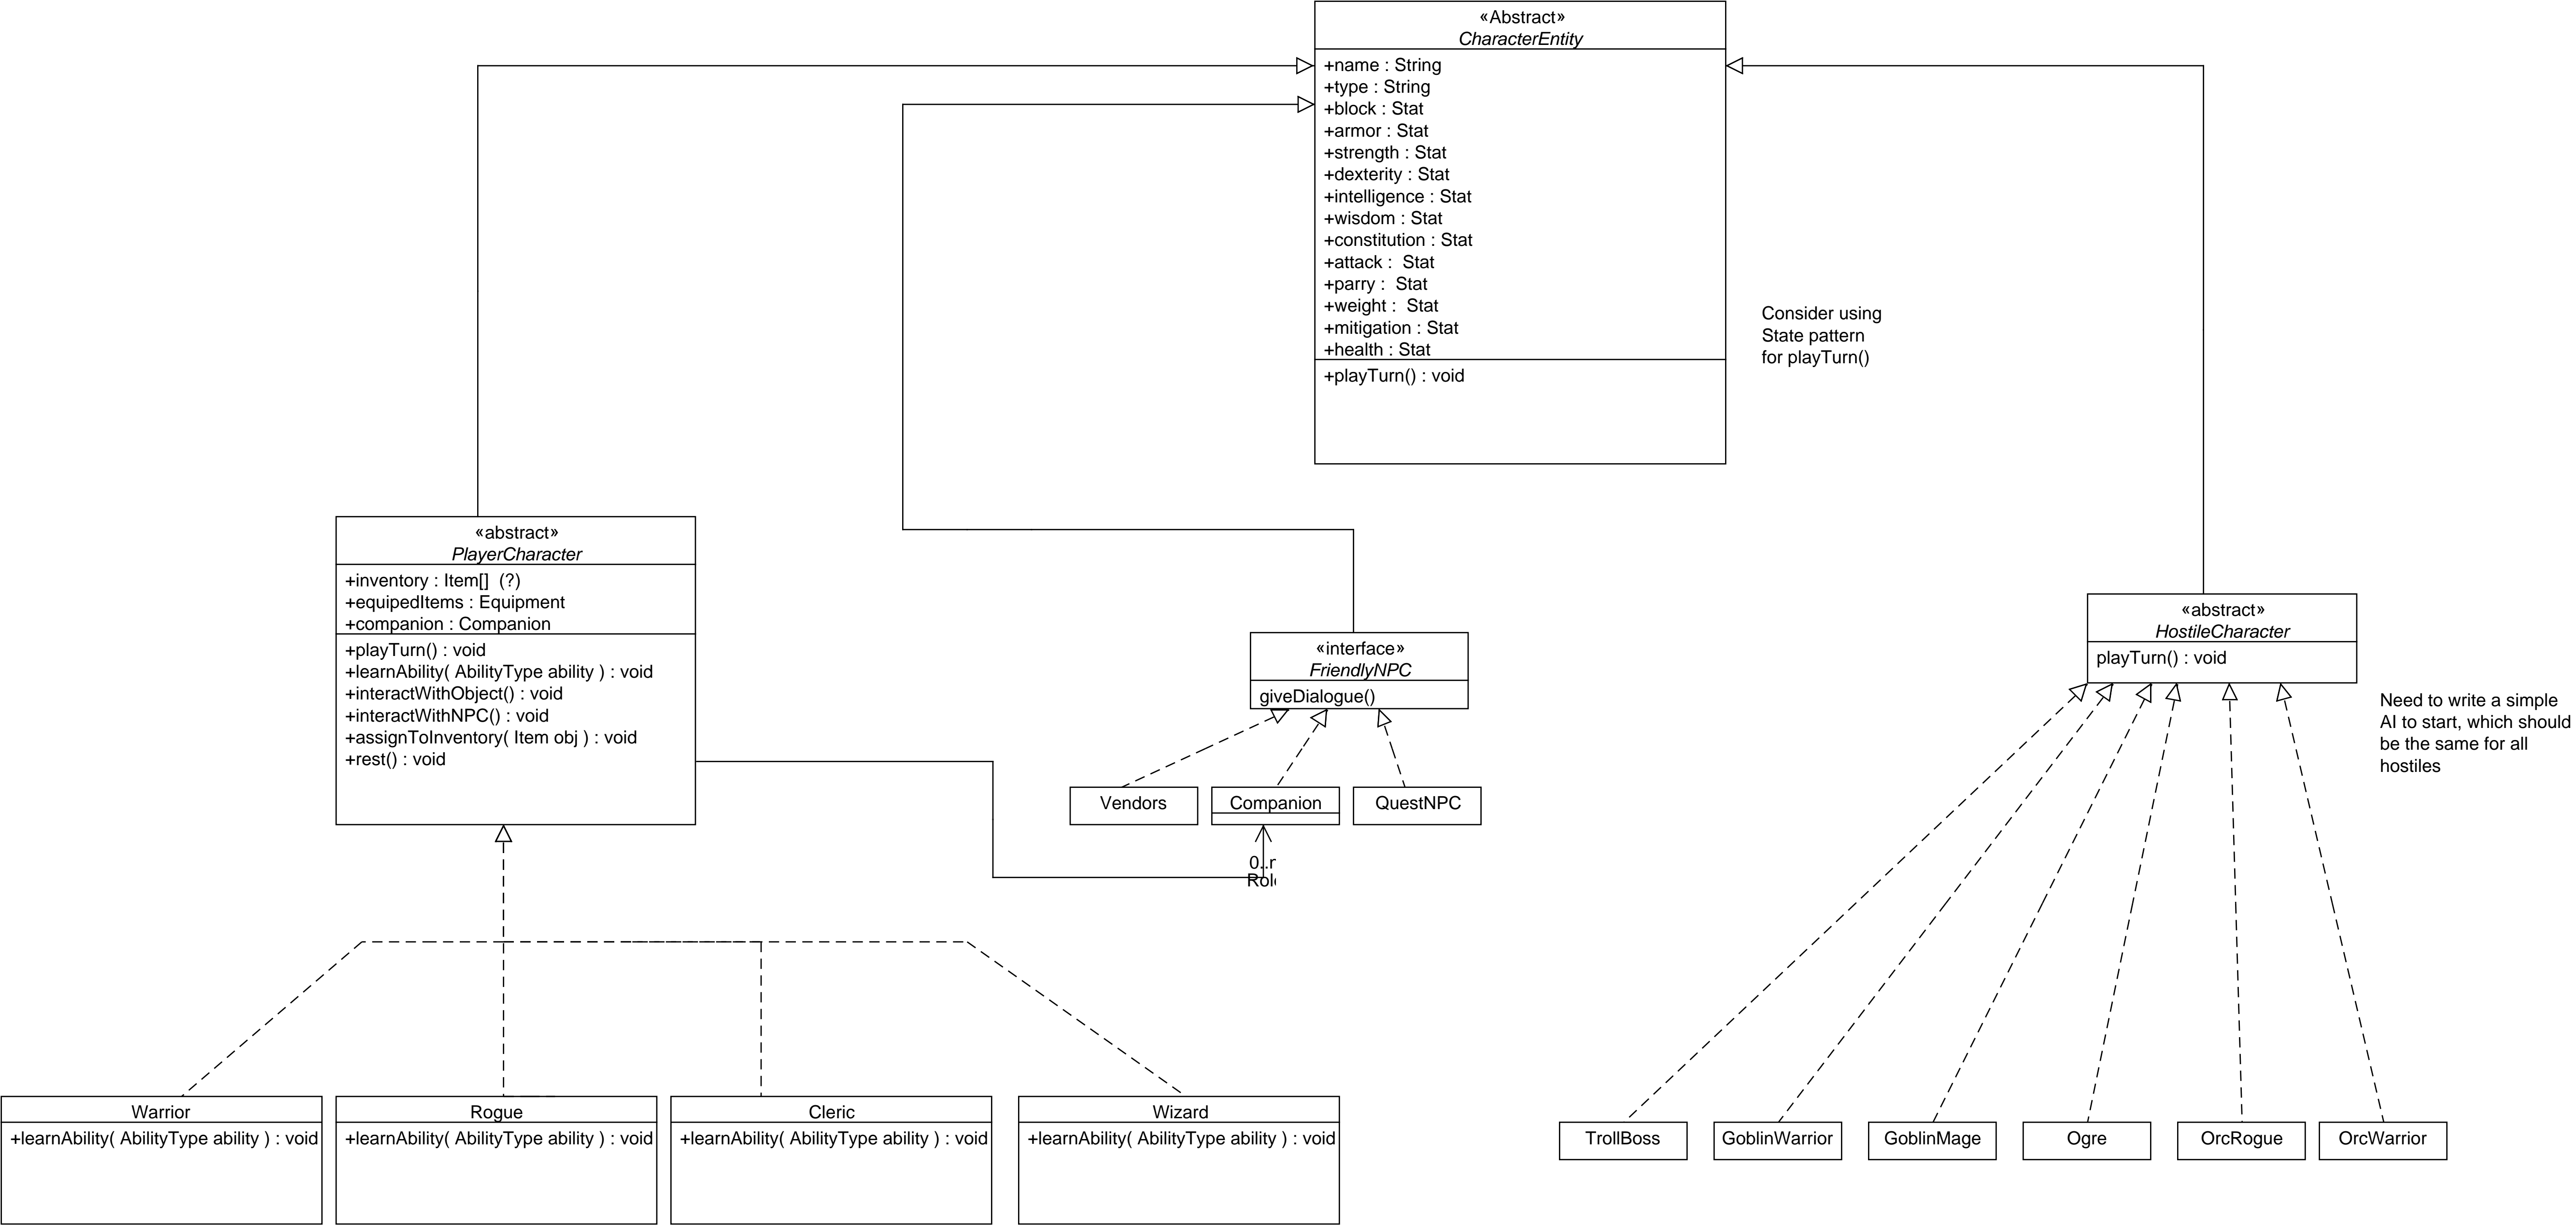 «Abstract»
CharacterEntity
+name : String
+type : String
+block : Stat
+armor : Stat
+strength : Stat
+dexterity : Stat
+intelligence : Stat
+wisdom : Stat
+constitution : Stat
+attack :  Stat
+parry :  Stat
+weight :  Stat
+mitigation : Stat
+health : Stat
+playTurn() : void
Consider using
State pattern
for playTurn()
«abstract»
PlayerCharacter
+inventory : Item[]  (?)
+equipedItems : Equipment
+companion : Companion
+playTurn() : void
+learnAbility( AbilityType ability ) : void
+interactWithObject() : void
+interactWithNPC() : void
+assignToInventory( Item obj ) : void
+rest() : void
«interface»
FriendlyNPC
giveDialogue()
Vendors
Companion
QuestNPC
«abstract»
HostileCharacter
playTurn() : void
Need to write a simple
AI to start, which should
be the same for all
hostiles
Warrior
+learnAbility( AbilityType ability ) : void
Rogue
+learnAbility( AbilityType ability ) : void
Cleric
+learnAbility( AbilityType ability ) : void
Wizard
+learnAbility( AbilityType ability ) : void
TrollBoss
GoblinWarrior
GoblinMage
Ogre
OrcRogue
OrcWarrior